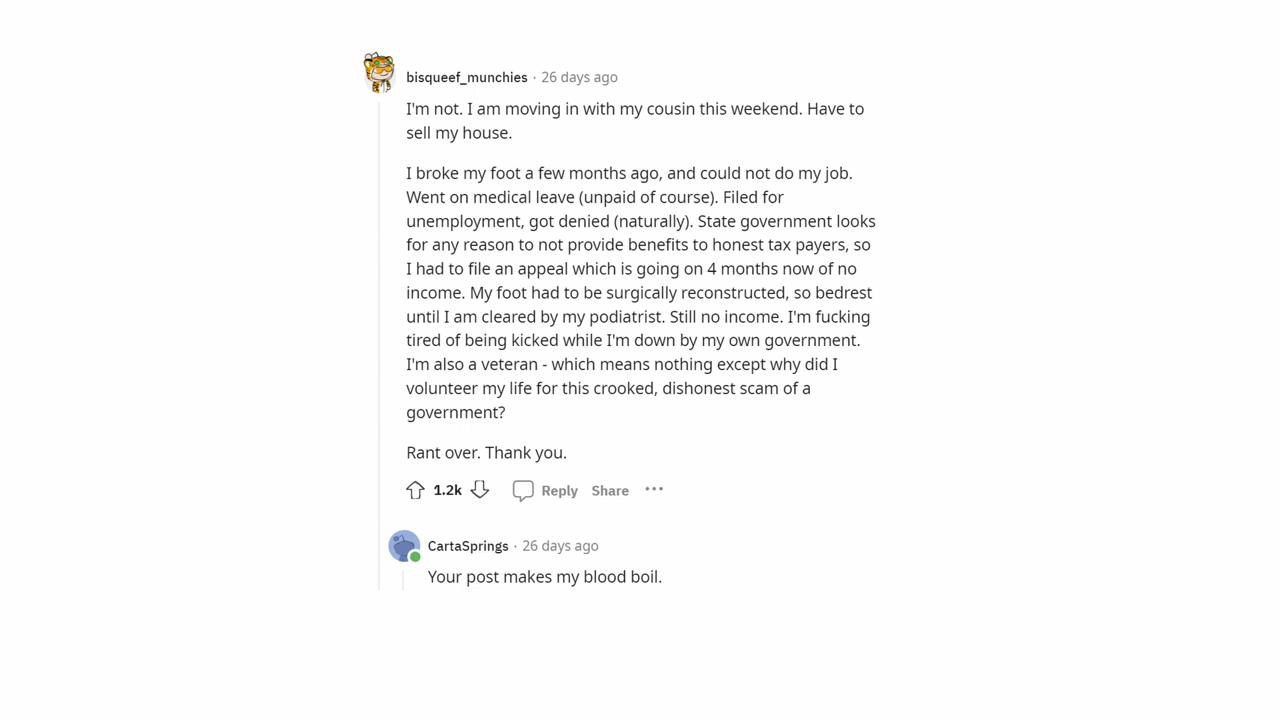 bisqueef_munchies · 26 days ago
I'm not. I am moving in with my cousin this weekend. Have to
sell my house.
I broke my foot a few months ago, and could not do my job.
Went on medical leave (unpaid of course). Filed for
unemployment, got denied (naturally). State government looks
for any reason to not provide benefits to honest tax payers, so
I had to file an appeal which is going on 4 months now of no
income. My foot had to be surgically reconstructed, so bedrest
until I am cleared by my podiatrist. Still no income. I'm fucking
tired of being kicked while I'm down by my own government.
I'm also a veteran - which means nothing except why did I
volunteer my life for this crooked, dishonest scam of a
government?
Rant over. Thank you.
1.2k Reply Share ···
CartaSprings · 26 days ago
Your post makes my blood boil.